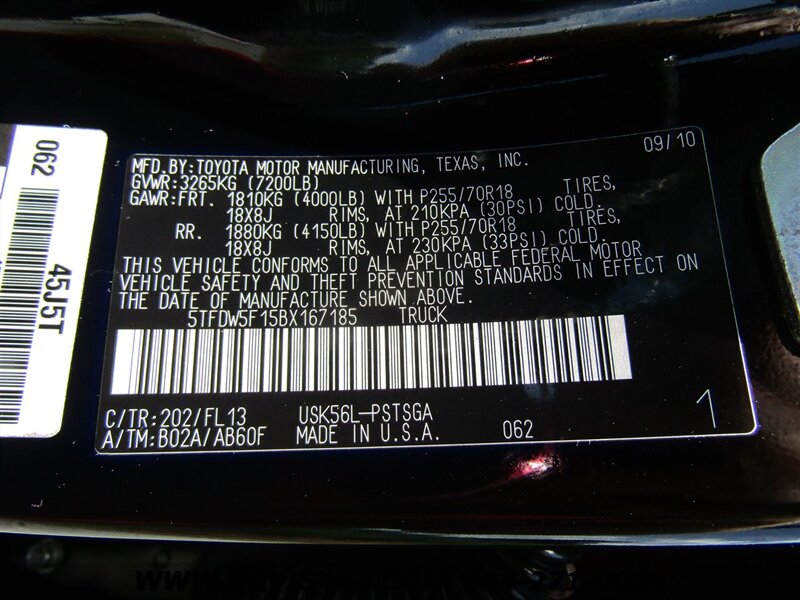 MFD.BY:TOYOTA MOTOR MANUFACTURING, TEXAS, INC. 09/10
GVWR:3265KG (7200LB)
GAWR:FRT. 1810KG (4000LB) WITH P255/70R18 TIRES,
18X8J RIMS, AT 210KPA (30PSI) COLD.
RR. 1880KG (4150LB) WITH P255/70R18 TIRES,
18X8J RIMS, AT 230KPA (33PSI) COLD.
THIS VEHICLE CONFORMS TO ALL APPLICABLE FEDERAL MOTOR
VEHICLE SAFETY AND THEFT PREVENTION STANDARDS IN EFFECT ON
THE DATE OF MANUFACTURE SHOWN ABOVE.
5TFDW5F15BX167185 TRUCK
C/TR:202/FL13 USK56L-PSTSGA
A/TM:B02A/AB60F MADE IN U.S.A. 062
1
062
45J5T